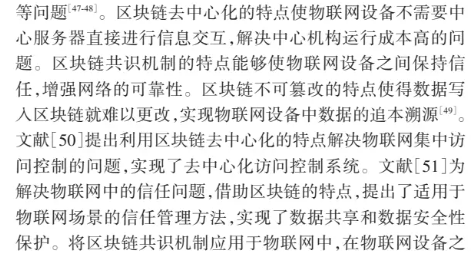 等问题[47-48]。区块链去中心化的特点使物联网设备不需要中
心服务器直接进行信息交互,解决中心机构运行成本高的问
题。区块链共识机制的特点能够使物联网设备之间保持信
任,增强网络的可靠性。区块链不可篡改的特点使得数据写
入区块链就难以更改,实现物联网设备中数据的追本溯源[49]。
文献[50]提出利用区块链去中心化的特点解决物联网集中访
问控制的问题,实现了去中心化访问控制系统。文献[51]为
解决物联网中的信任问题,借助区块链的特点,提出了适用于
物联网场景的信任管理方法,实现了数据共享和数据安全性
保护。将区块链共识机制应用于物联网中,在物联网设备之